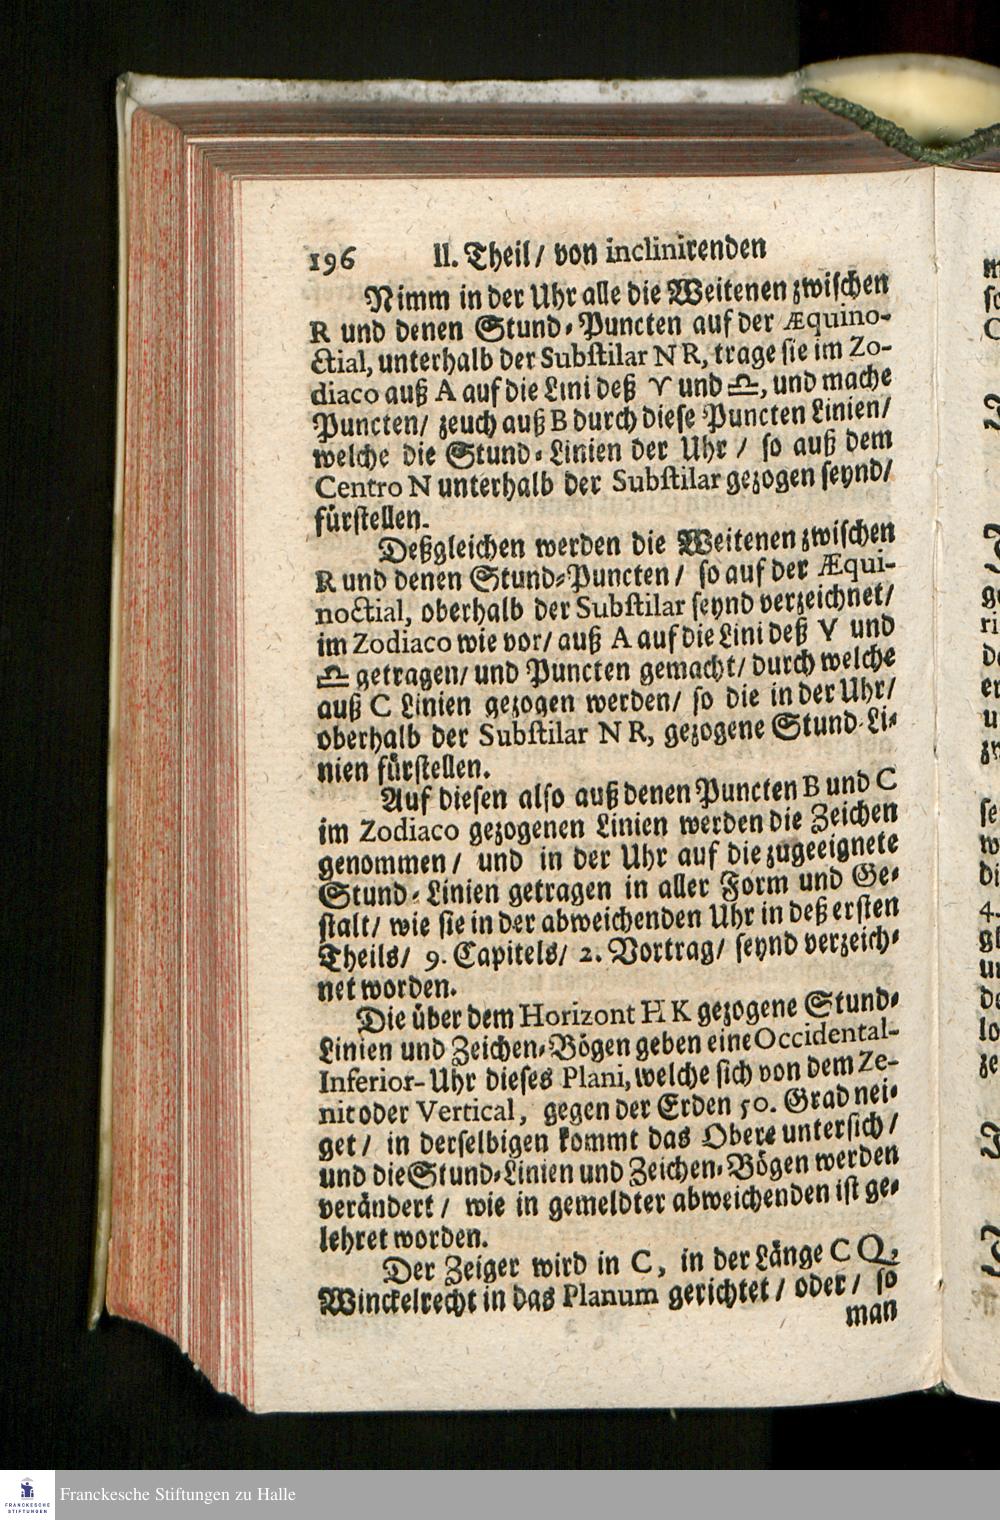 196 II. Theil / von inclinirenden
Nimm in der Uhr alle die Weitenen zwischen
R und denen Stund-Puncten auf der Æquino-
ctial, unterhalb der Substilar N R, trage sie im Zo-
diaco auß A auf die Lini deß ♈ und ♎, und mache
Puncten / zeuch auß B durch diese Puncten Linien /
welche die Stund-Linien der Uhr / so auß dem
Centro N unterhalb der Substilar gezogen seynd /
fürstellen.
Deßgleichen werden die Weitenen zwischen
R und denen Stund-Puncten / so auf der Æqui-
noctial, oberhalb der Substilar seynd verzeichnet /
im Zodiaco wie vor / auß A auf die Lini deß ♈ und
♎ getragen / und Puncten gemacht / durch welche
auß C Linien gezogen werden / so die in der Uhr /
oberhalb der Substilar N R, gezogene Stund-Li-
nien fürstellen.
Auf diesen also auß denen Puncten B und C
im Zodiaco gezogenen Linien werden die Zeichen
genommen / und in der Uhr auf die zugeeignete
Stund-Linien getragen in aller Form und Ge-
stalt / wie sie in der abweichenden Uhr in deß ersten
Theils / 9. Capitels / 2. Vortrag / seynd verzeich-
net worden.
Die über dem Horizont H K gezogene Stund-
Linien und Zeichen-Bögen geben eine Occidental-
Inferior-Uhr dieses Plani, welche sich von dem Ze-
nit oder Vertical, gegen der Erden 50. Grad nei-
get / in derselbigen kommt das Obere untersich /
und die Stund-Linien und Zeichen-Bögen werden
verändert / wie in gemeldter abweichenden ist ge-
lehret worden.
Der Zeiger wird in C, in der Länge C Q,
Winckelrecht in das Planum gerichtet / oder / so
man
FRANCKESCHE
STIFTUNGEN
Franckesche Stiftungen zu Halle